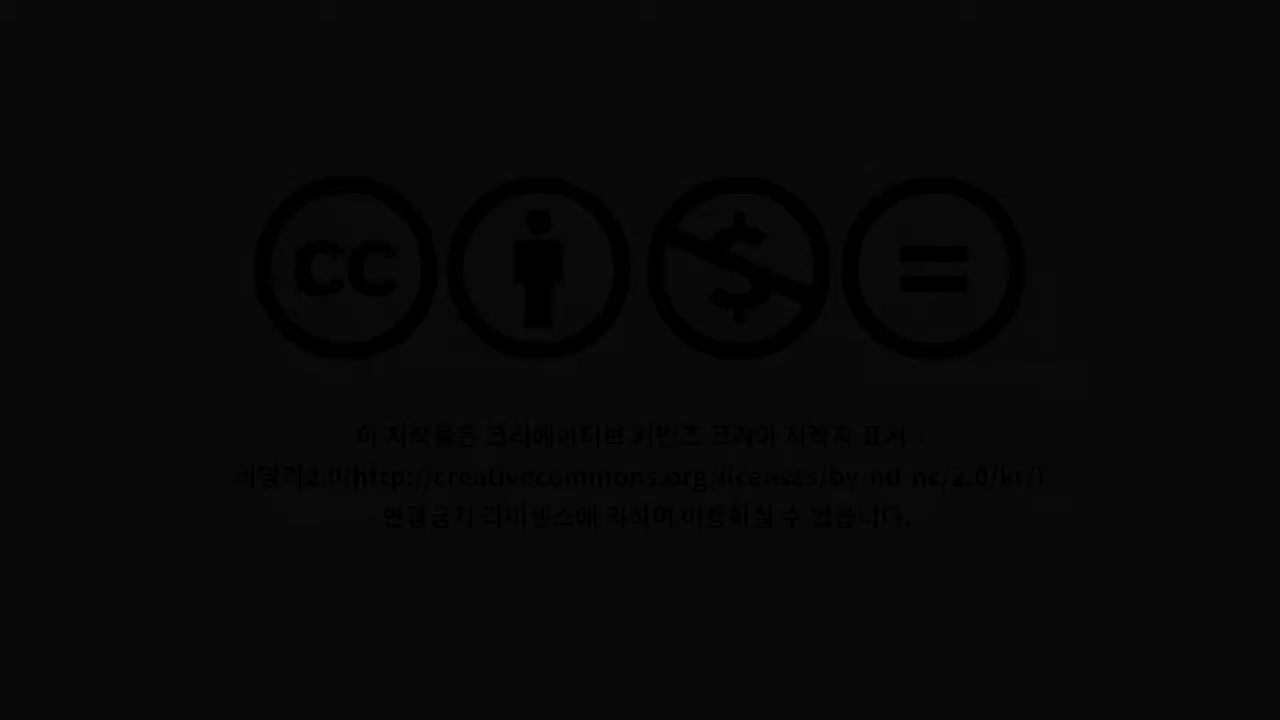 cc
이 저작물은 크리에이티브 커먼즈 코리아 저작자 표시 -
비영리2.0(http://creativecommons.org/licenses/by-nd-nc/2.0/kr/)
- 변경금지 라이센스에 의하여 이용하실 수 있습니다.